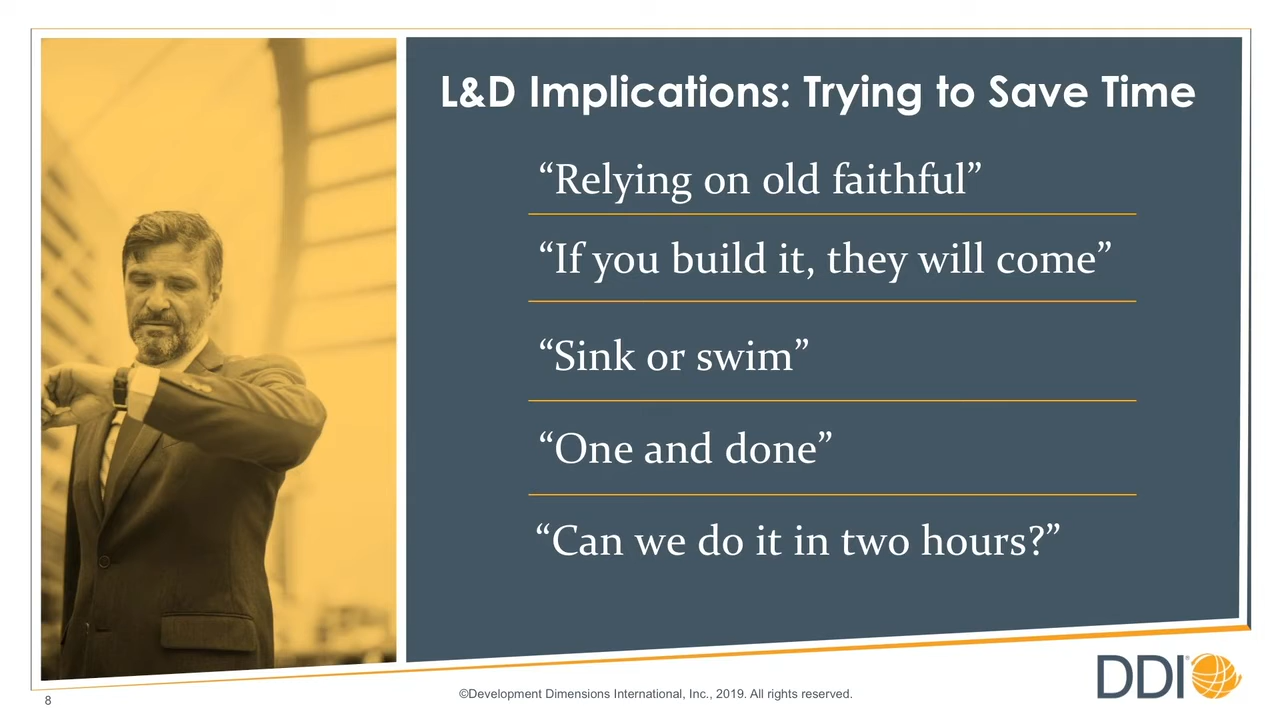 L&D Implications: Trying to Save Time
“Relying on old faithful”
“If you build it, they will come”
“Sink or swim”
“One and done”
“Can we do it in two hours?”
8
©Development Dimensions International, Inc., 2019. All rights reserved.
DDI®